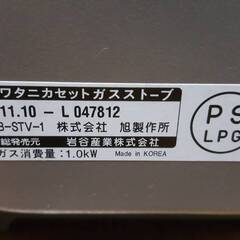 ワタニカセットガスストーブ
11.10 - L 047812
B-STV-1 株式会社 旭製作所
総発売元 岩谷産業株式会社
ガス消費量：1.0kW Made in KOREA
PS
LPG